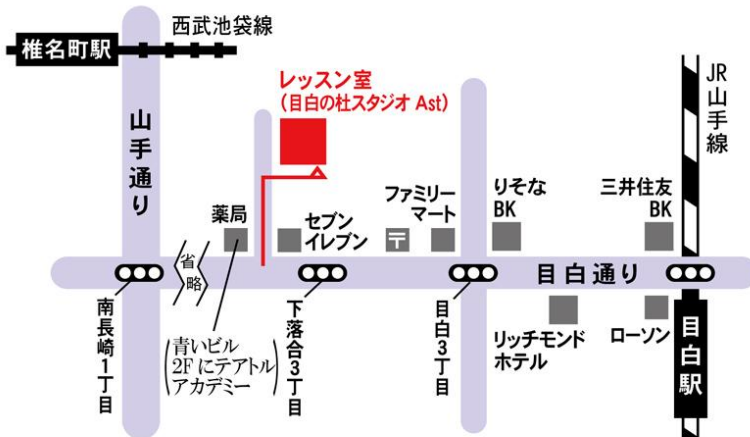 西武池袋線
椎名町駅
レッスン室
(目白の杜スタジオ Ast)
JR山手線
山手通り
薬局
セブン
イレブン
ファミリー
マート
〒
りそな
BK
三井住友
BK
省略
目白通り
南長崎1丁目
(青いビル
2Fにテアトル
アカデミー)
下落合3丁目
目白3丁目
リッチモンド
ホテル
ローソン
目白駅